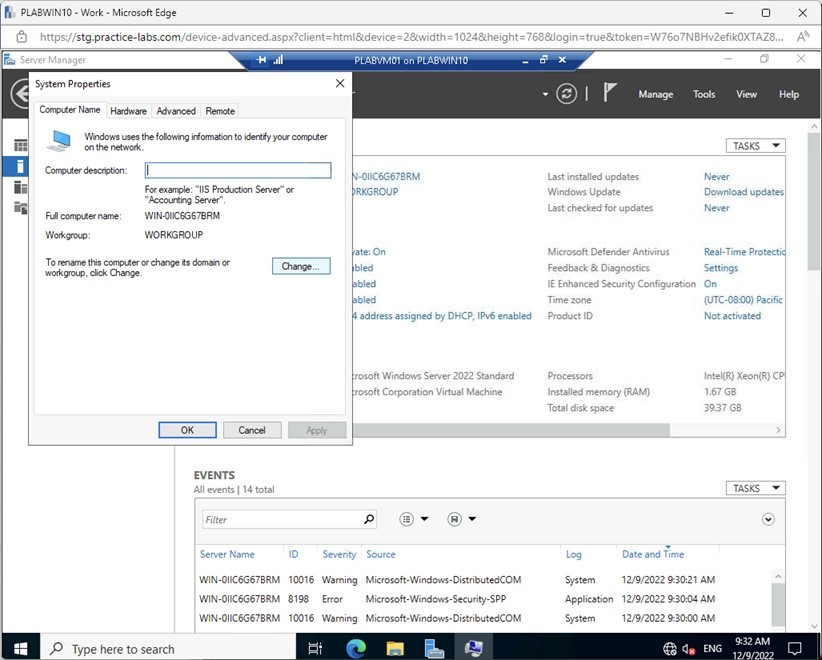 PLABWIN10 - Work - Microsoft Edge
https://stg.practice-labs.com/device-advanced.aspx?client=html&device=2&width=1024&height=768&login=true&token=W76o7NBHv2efik0XTAZ8...
Server Manager
PLABVM01 on PLABWIN10
Manage Tools View Help
System Properties
Computer Name Hardware Advanced Remote
Windows uses the following information to identify your computer
on the network.
Computer description:
For example: "IIS Production Server" or
"Accounting Server".
Full computer name: WIN-0IIC6G67BRM
Workgroup: WORKGROUP
To rename this computer or change its domain or
workgroup, click Change.
Change...
OK Cancel Apply
TASKS
N-0IIC6G67BRM Last installed updates Never
ORKGROUP Windows Update Download updates
Last checked for updates Never
vate: On Microsoft Defender Antivirus Real-Time Protectio
abled Feedback & Diagnostics Settings
abled IE Enhanced Security Configuration On
abled Time zone (UTC-08:00) Pacific
4 address assigned by DHCP, IPv6 enabled Product ID Not activated
crosoft Windows Server 2022 Standard Processors Intel(R) Xeon(R) CP
crosoft Corporation Virtual Machine Installed memory (RAM) 1.67 GB
Total disk space 39.37 GB
EVENTS
All events | 14 total
TASKS
Filter
Server Name ID Severity Source Log Date and Time
WIN-0IIC6G67BRM 10016 Warning Microsoft-Windows-DistributedCOM System 12/9/2022 9:30:21 AM
WIN-0IIC6G67BRM 8198 Error Microsoft-Windows-Security-SPP Application 12/9/2022 9:30:04 AM
WIN-0IIC6G67BRM 10016 Warning Microsoft-Windows-DistributedCOM System 12/9/2022 9:30:00 AM
Type here to search
ENG
9:32 AM
12/9/2022